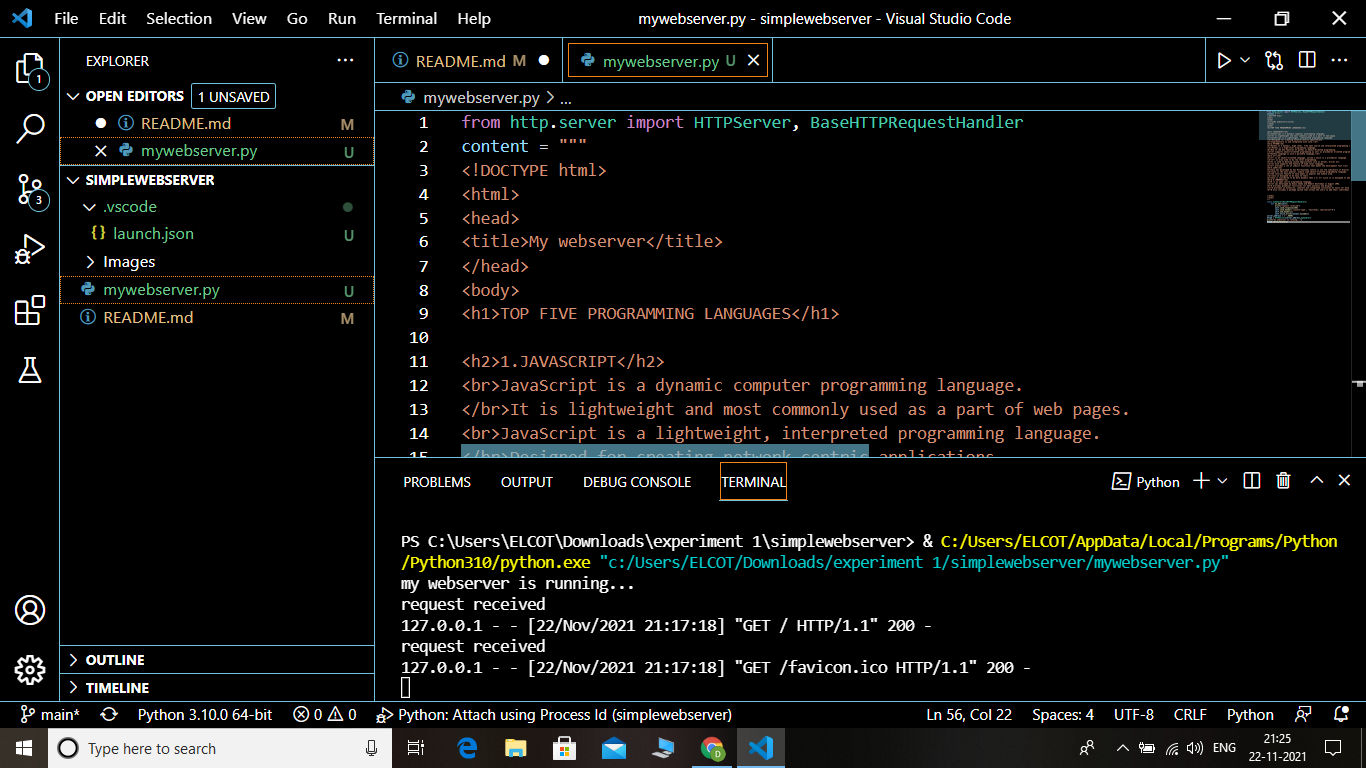 File Edit Selection View Go Run Terminal Help mywebserver.py - simplewebserver - Visual Studio Code
EXPLORER
OPEN EDITORS 1 UNSAVED
README.md M
mywebserver.py U
SIMPLEWEBSERVER
.vscode
{} launch.json U
Images
mywebserver.py U
README.md M
OUTLINE
TIMELINE
1
3
README.md M mywebserver.py U
mywebserver.py > ...
1 from http.server import HTTPServer, BaseHTTPRequestHandler
2 content = """
3 <!DOCTYPE html>
4 <html>
5 <head>
6 <title>My webserver</title>
7 </head>
8 <body>
9 <h1>TOP FIVE PROGRAMMING LANGUAGES</h1>
10
11 <h2>1.JAVASCRIPT</h2>
12 <br>JavaScript is a dynamic computer programming language.
13 </br>It is lightweight and most commonly used as a part of web pages.
14 <br>JavaScript is a lightweight, interpreted programming language.
15 </br>Designed for creating network-centric applications.
PROBLEMS OUTPUT DEBUG CONSOLE TERMINAL Python
PS C:\Users\ELCOT\Downloads\experiment 1\simplewebserver> & C:/Users/ELCOT/AppData/Local/Programs/Python
/Python310/python.exe "c:/Users/ELCOT/Downloads/experiment 1/simplewebserver/mywebserver.py"
my webserver is running...
request received
127.0.0.1 - - [22/Nov/2021 21:17:18] "GET / HTTP/1.1" 200 -
request received
127.0.0.1 - - [22/Nov/2021 21:17:18] "GET /favicon.ico HTTP/1.1" 200 -
main* Python 3.10.0 64-bit 0 0 Python: Attach using Process Id (simplewebserver) Ln 56, Col 22 Spaces: 4 UTF-8 CRLF Python
Type here to search D ENG 21:25
22-11-2021